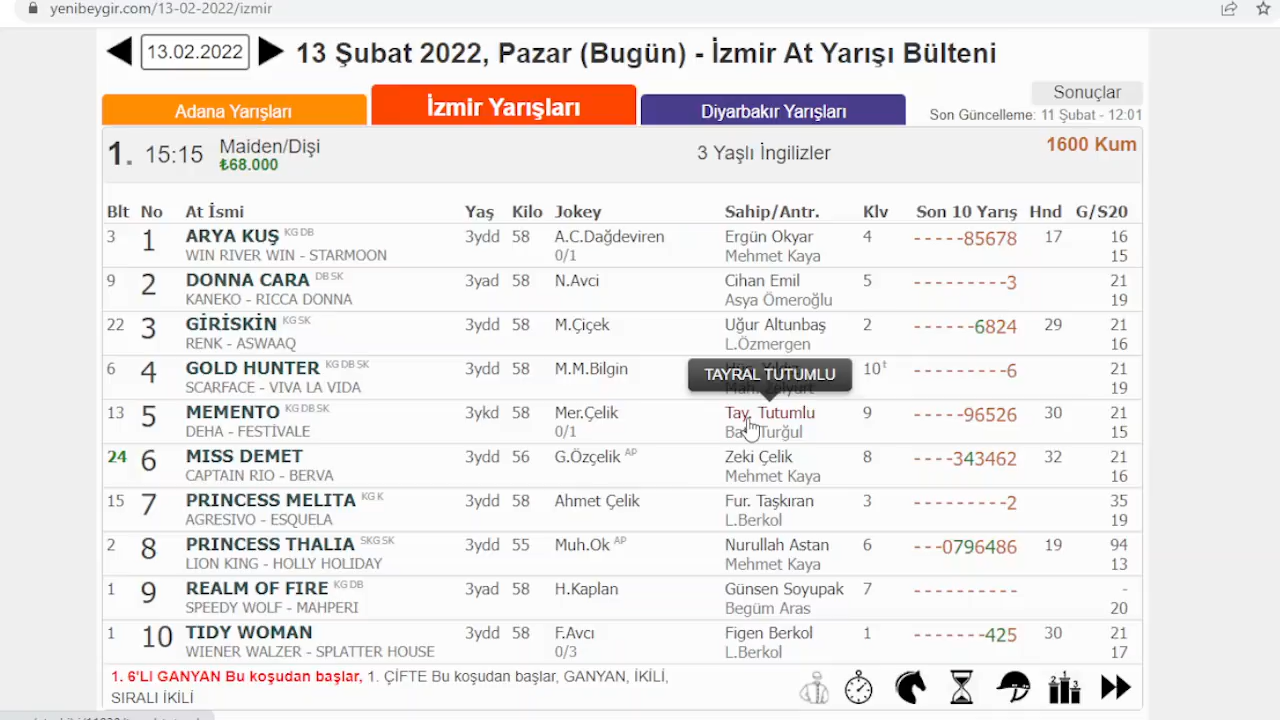 yenibeygir.com/13-02-2022/izmir
13.02.2022 13 Şubat 2022, Pazar (Bugün) - İzmir At Yarışı Bülteni
Sonuçlar
Adana Yarışları İzmir Yarışları Diyarbakır Yarışları Son Güncelleme: 11 Şubat - 12:01
1. 15:15 Maiden/Dişi 3 Yaşlı İngilizler 1600 Kum
₺68.000
Blt No At İsmi Yaş Kilo Jokey Sahip/Antr. Klv Son 10 Yarış Hnd G/S20
3 1 ARYA KUŞ KG DB 3ydd 58 A.C.Dağdeviren Ergün Okyar 4 -----85678 17 16
WIN RIVER WIN - STARMOON 0/1 Mehmet Kaya 15
9 2 DONNA CARA DB SK 3yad 58 N.Avci Cihan Emil 5 ---------3 21
KANEKO - RICCA DONNA Asya Ömeroğlu 19
22 3 GİRİSKİN KG SK 3ydd 58 M.Çiçek Uğur Altunbaş 2 ------6824 29 21
RENK - ASWAAQ L.Özmergen 16
6 4 GOLD HUNTER KG DB SK 3ydd 58 M.M.Bilgin 10t ---------6 21
SCARFACE - VIVA LA VIDA 19
TAYRAL TUTUMLU
13 5 MEMENTO KG DB SK 3ykd 58 Mer.Çelik Tay. Tutumlu 9 -----96526 30 21
DEHA - FESTİVALE 0/1 Turğul 15
24 6 MISS DEMET 3ydd 56 G.Özçelik AP Zeki Çelik 8 ----343462 32 21
CAPTAIN RIO - BERVA Mehmet Kaya 16
15 7 PRINCESS MELITA KG K 3ydd 58 Ahmet Çelik Fur. Taşkıran 3 ---------2 35
AGRESIVO - ESQUELA L.Berkol 19
2 8 PRINCESS THALIA SKG SK 3ydd 55 Muh.Ok AP Nurullah Astan 6 ---0796486 19 94
LION KING - HOLLY HOLIDAY Mehmet Kaya 13
1 9 REALM OF FIRE KG DB 3yad 58 H.Kaplan Günsen Soyupak 7 ---------- -
SPEEDY WOLF - MAHPERI Begüm Aras 20
1 10 TIDY WOMAN 3ydd 58 F.Avcı Figen Berkol 1 -------425 30 21
WIENER WALZER - SPLATTER HOUSE 0/3 L.Berkol 17
1. 6'LI GANYAN Bu koşudan başlar, 1. ÇİFTE Bu koşudan başlar, GANYAN, İKİLİ,
SIRALI İKİLİ